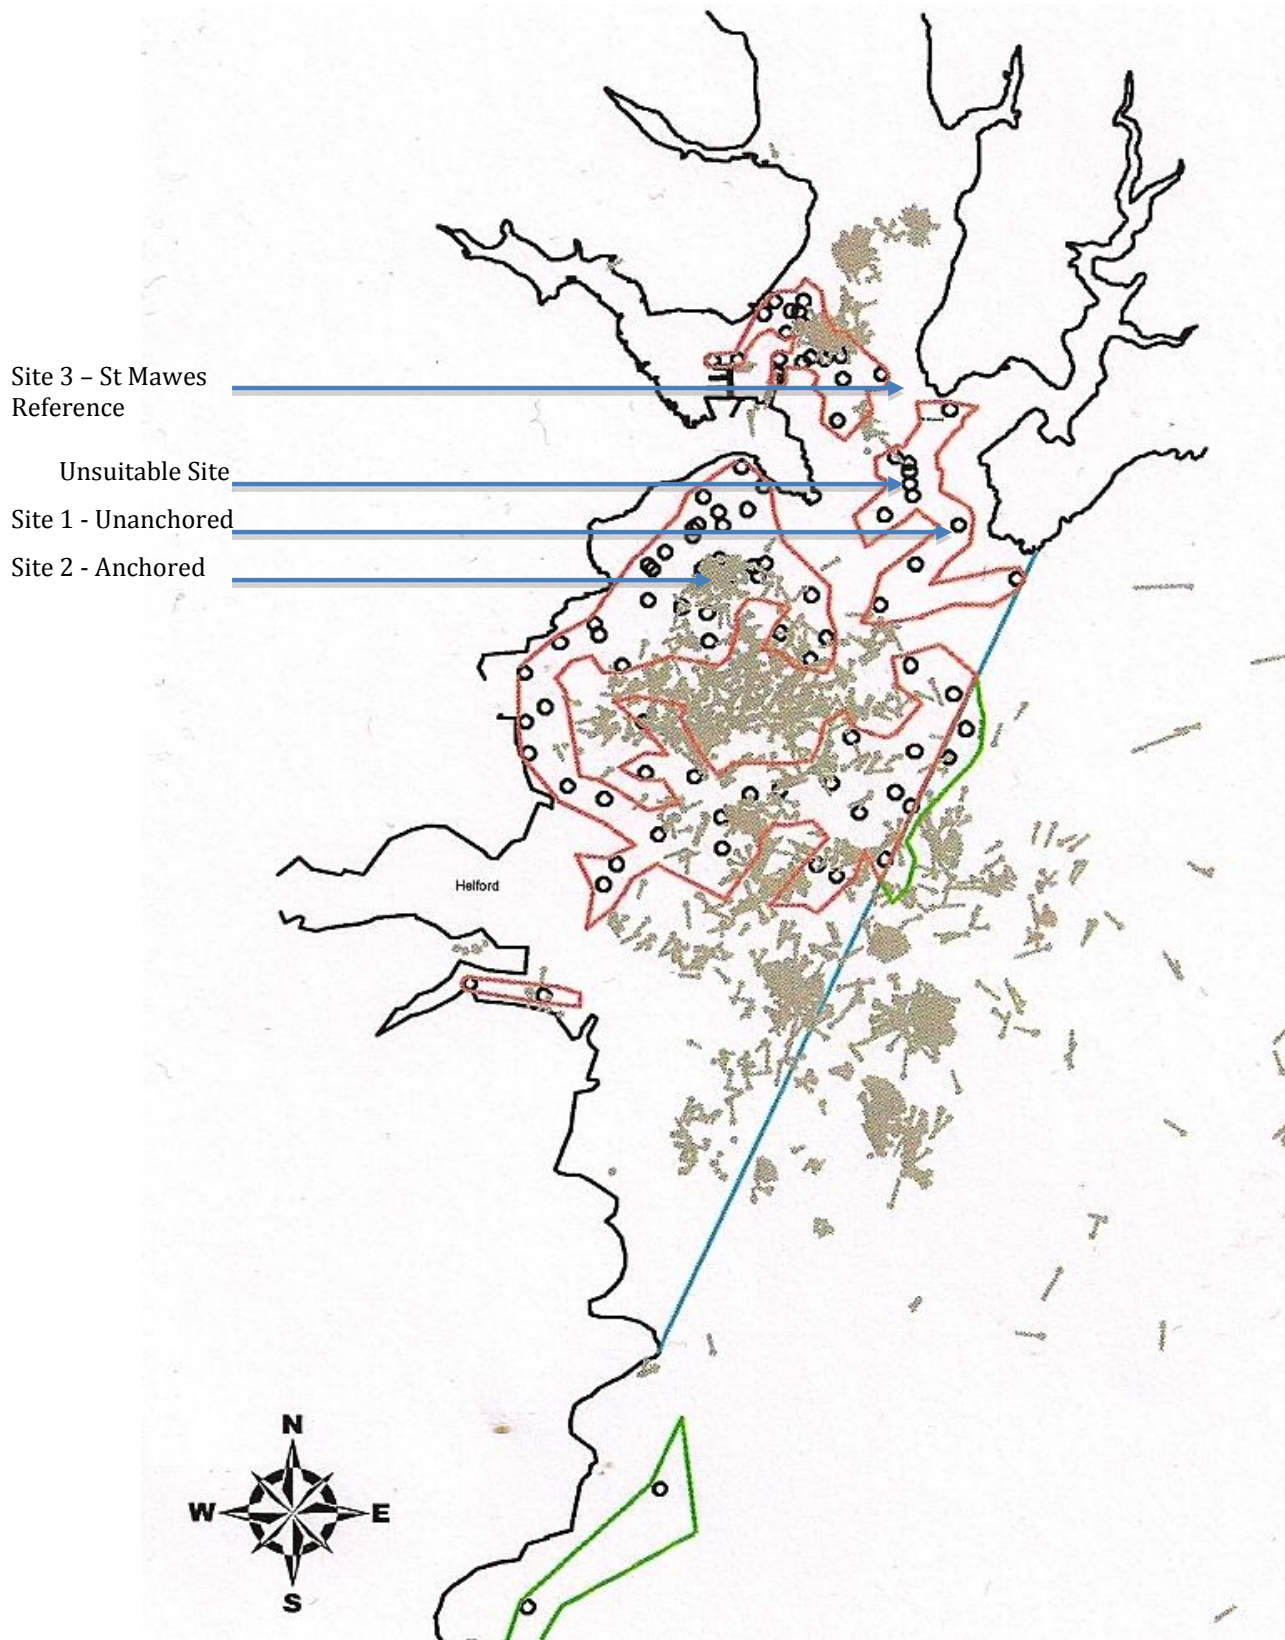 Site 3 – St Mawes
Reference
Unsuitable Site
Site 1 - Unanchored
Site 2 - Anchored
Helford
N
W
E
S